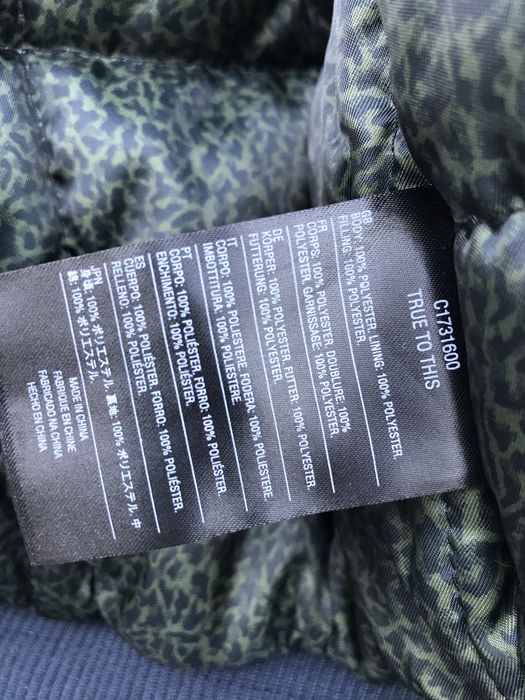 C1731600
TRUE TO THIS
GB
BODY: 100% POLYESTER, LINING: 100% POLYESTER,
FILLING: 100% POLYESTER.
FR
CORPS: 100% POLYESTER, DOUBLURE: 100%
POLYESTER, GARNISSAGE: 100% POLYESTER.
DE
KÖRPER: 100% POLYESTER, FUTTER: 100% POLYESTER,
FUTTERUNG: 100% POLYESTER.
IT
CORPO: 100% POLIESTERE, FODERA: 100% POLIESTERE,
IMBOTTITURA: 100% POLIESTERE.
PT
CORPO: 100% POLIÉSTER, FORRO: 100% POLIÉSTER,
ENCHIMENTO: 100% POLIÉSTER.
ES
CUERPO: 100% POLIÉSTER, FORRO: 100% POLIÉSTER,
RELLENO: 100% POLIÉSTER.
JPN
身頃: 100% ポリエステル, 裏地: 100% ポリエステル, 中
綿: 100% ポリエステル.
MADE IN CHINA
FABRIQUE EN CHINE
FABRICADO NA CHINA
HECHO EN CHINA